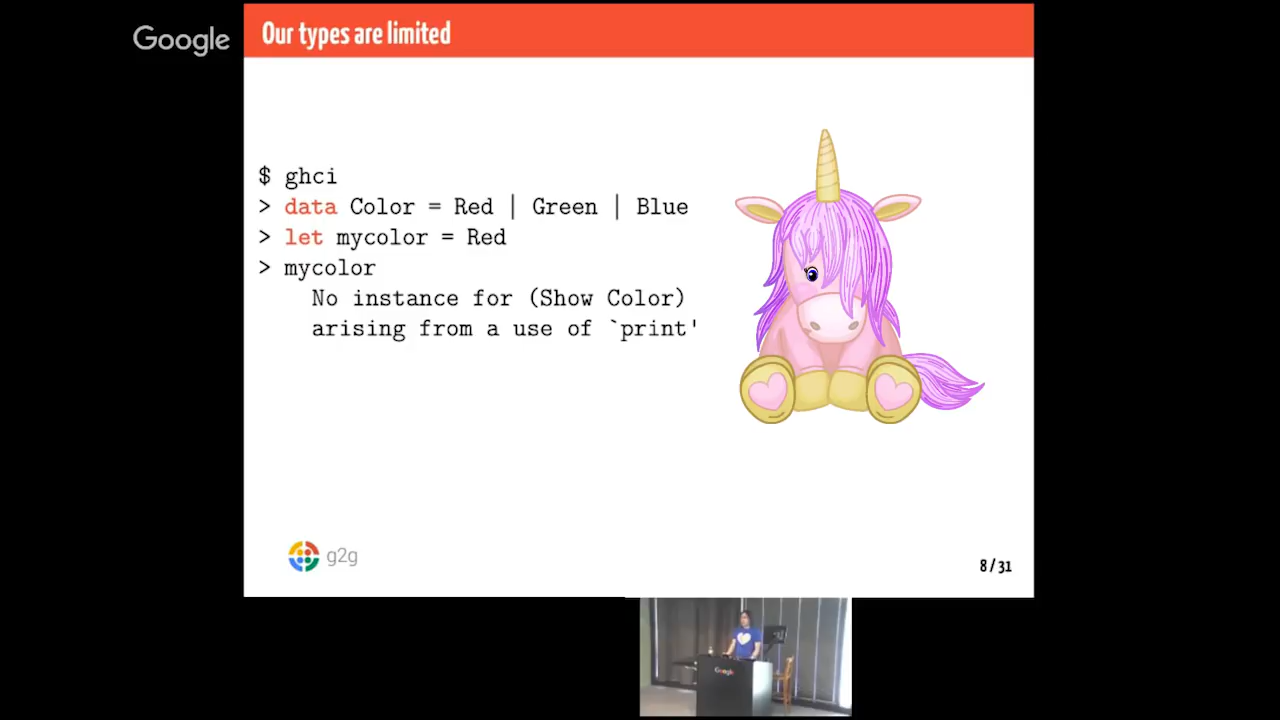 Google
Our types are limited
$ ghci
> data Color = Red | Green | Blue
> let mycolor = Red
> mycolor
No instance for (Show Color)
arising from a use of `print'
g2g
8 / 31
Google